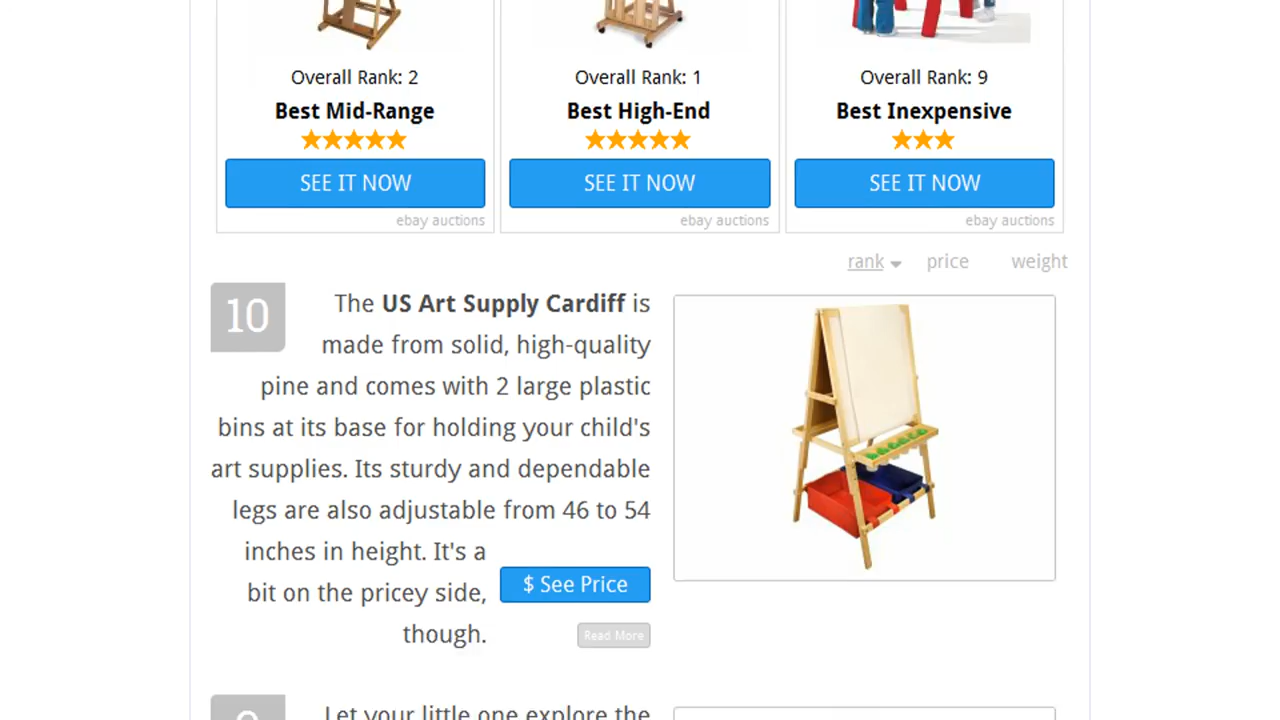 Overall Rank: 2
Best Mid-Range
SEE IT NOW
ebay auctions
Overall Rank: 1
Best High-End
SEE IT NOW
ebay auctions
Overall Rank: 9
Best Inexpensive
SEE IT NOW
ebay auctions
rank price weight
10
The US Art Supply Cardiff is
made from solid, high-quality
pine and comes with 2 large plastic
bins at its base for holding your child's
art supplies. Its sturdy and dependable
legs are also adjustable from 46 to 54
inches in height. It's a
bit on the pricey side,
though.
$ See Price
Read More
Let your little one explore the